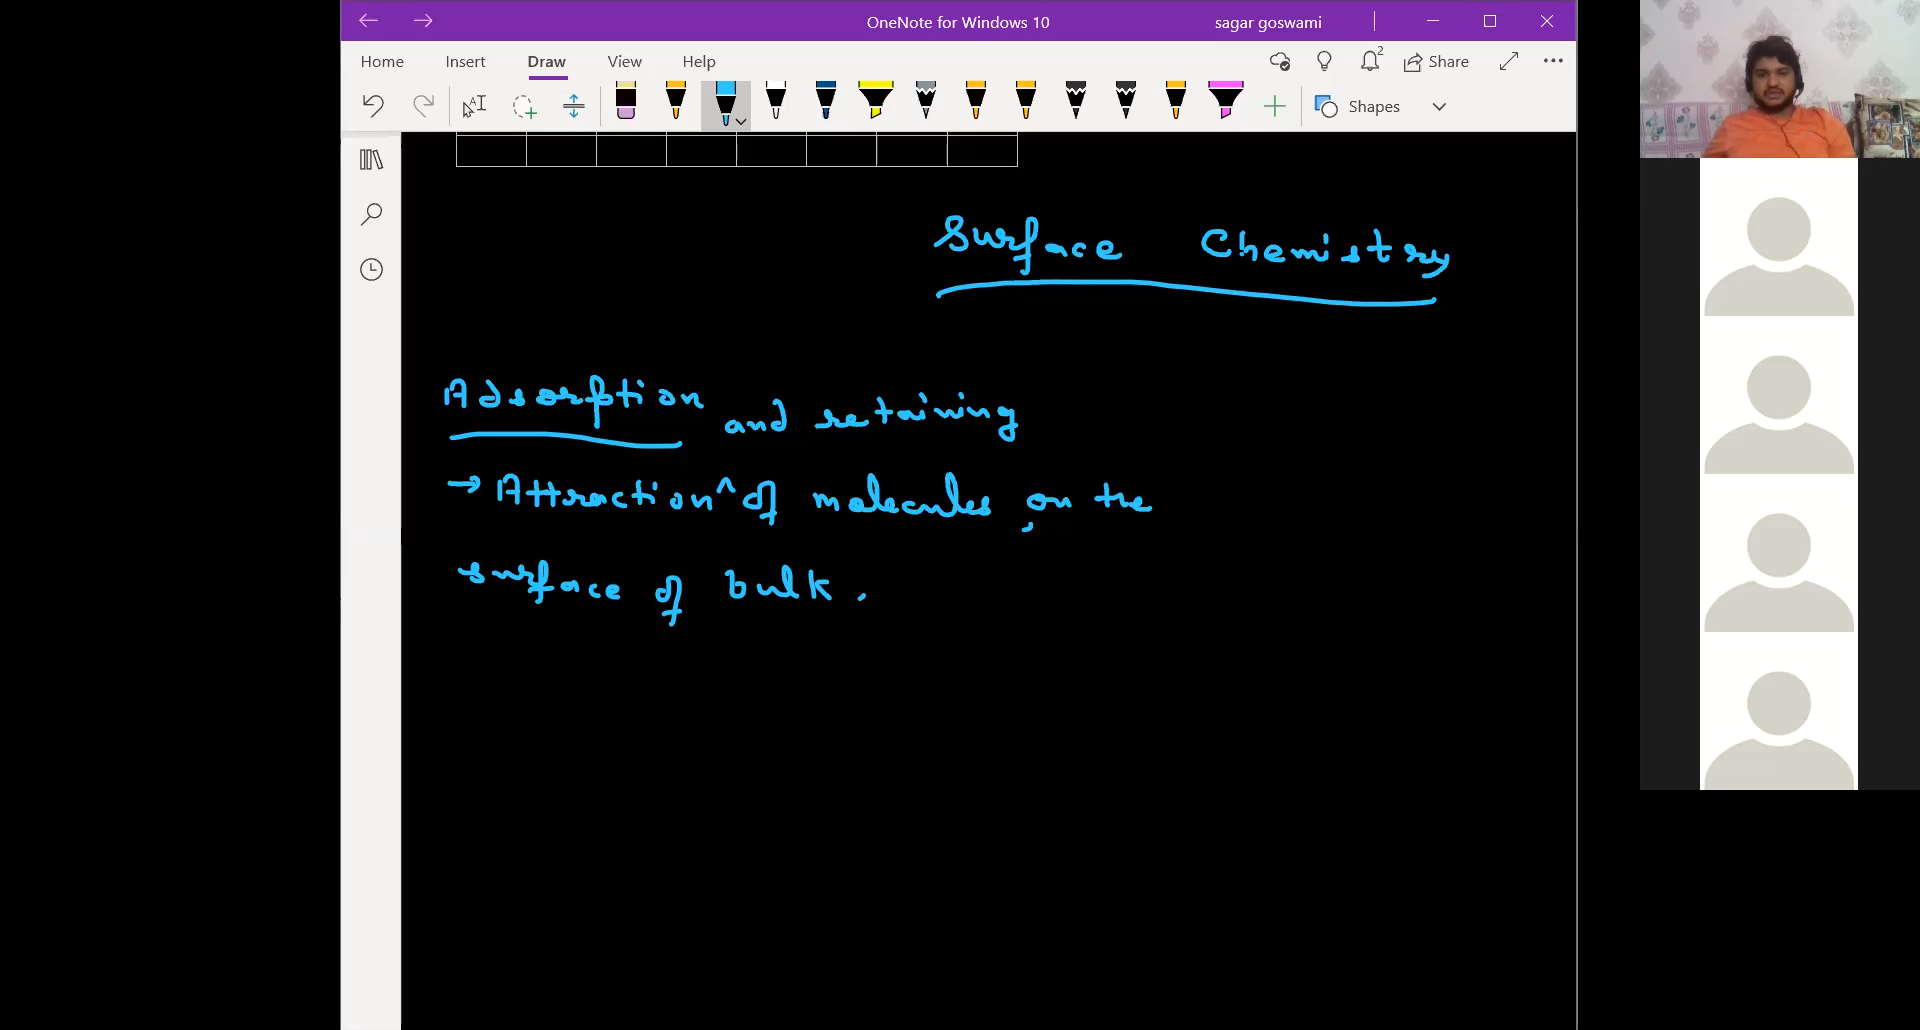 OneNote for Windows 10
sagar goswami
Home Insert Draw View Help
2
Share
Shapes
Surface Chemistry
Adsorption
and retaining
→ Attraction ^ of molecules on the
surface of bulk.